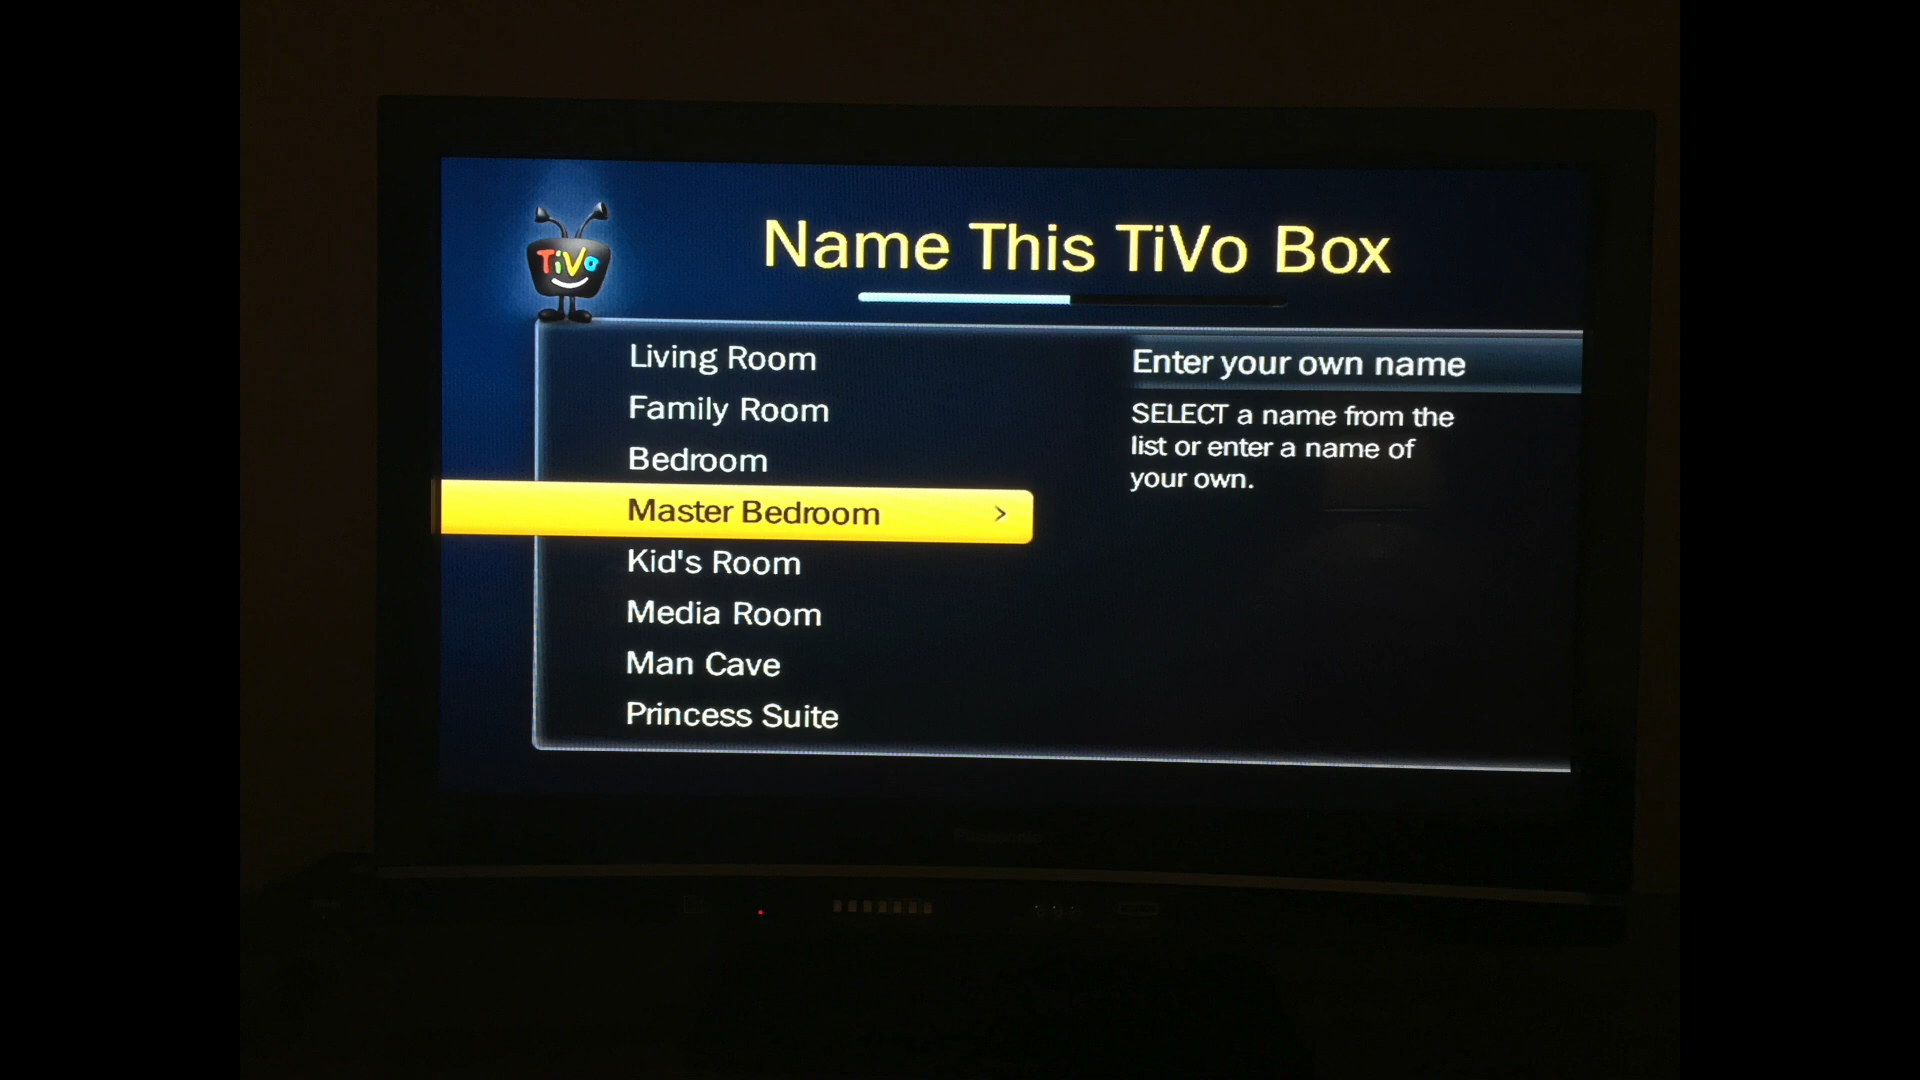 TiVo
Name This TiVo Box
Living Room
Family Room
Bedroom
Master Bedroom >
Kid's Room
Media Room
Man Cave
Princess Suite
Enter your own name
SELECT a name from the
list or enter a name of
your own.